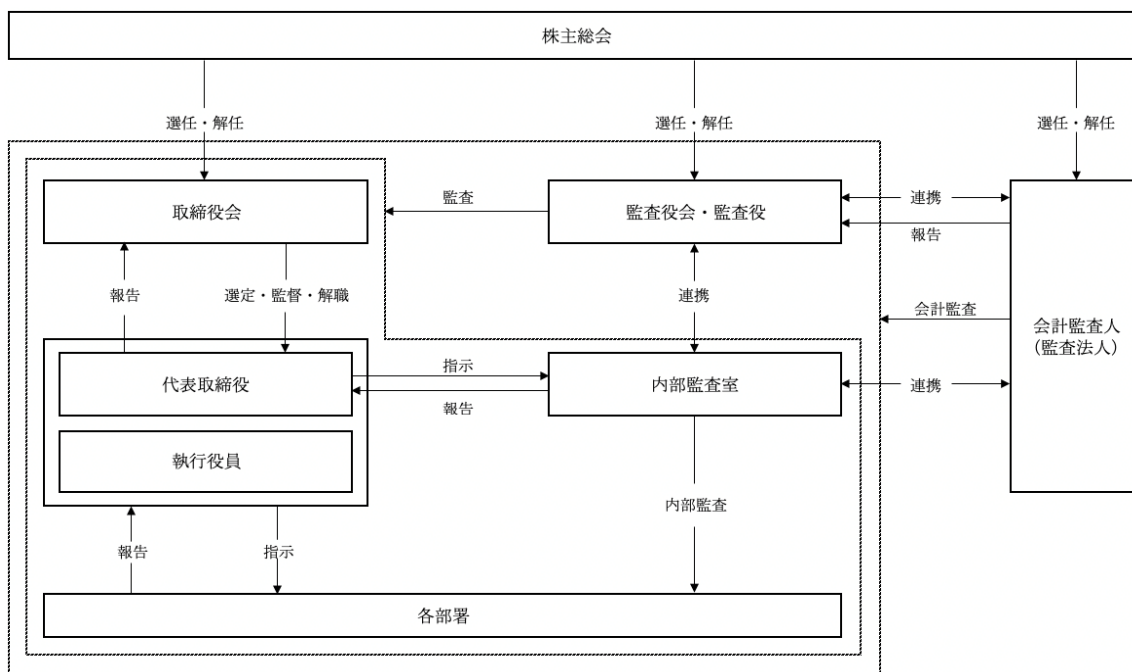 株主総会
選任・解任
選任・解任
選任・解任
取締役会
監査
監査役会・監査役
連携
報告
報告
選定・監督・解職
連携
会計監査
会計監査人
(監査法人)
代表取締役
指示
報告
内部監査室
連携
執行役員
内部監査
報告
指示
各部署